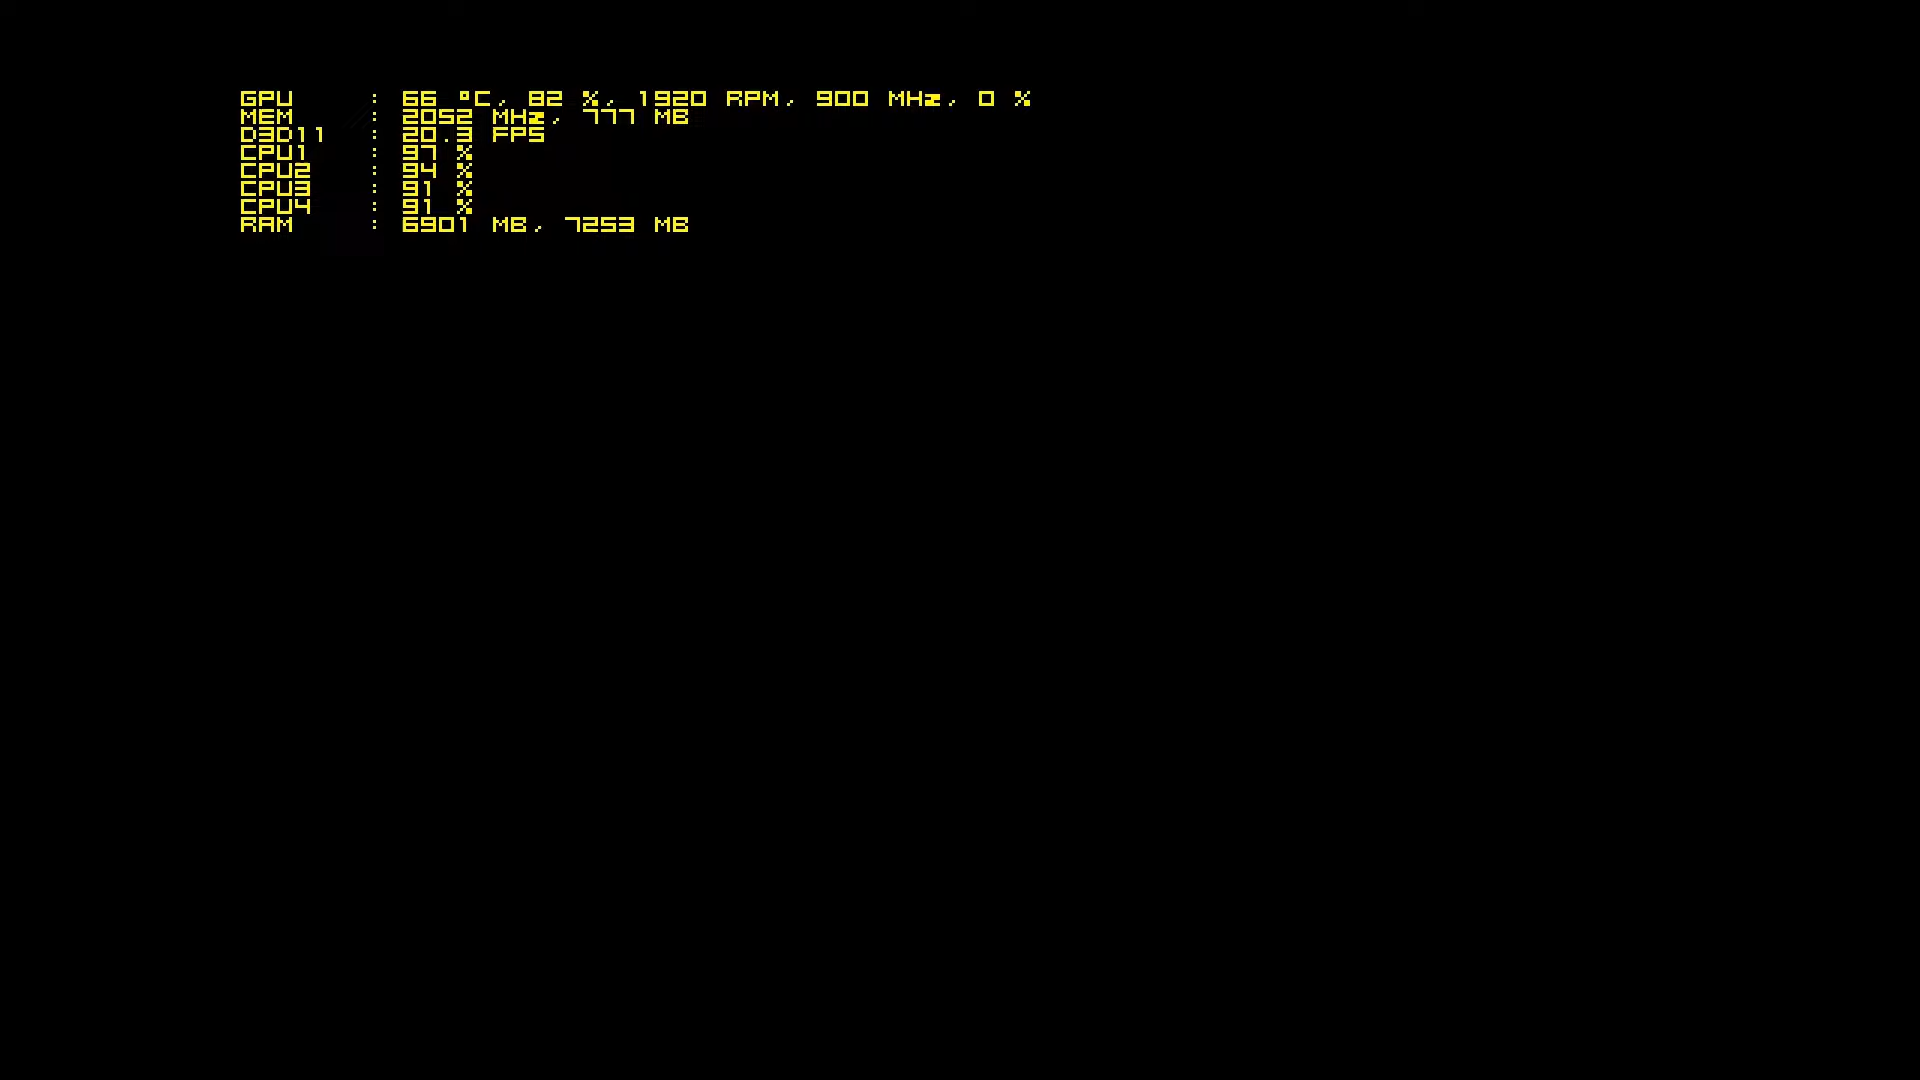 GPU : 66 °C, 82 %, 1920 RPM, 900 MHz, 0 %
MEM : 2052 MHz, 777 MB
D3D11 : 20.3 FPS
CPU1 : 97 %
CPU2 : 94 %
CPU3 : 91 %
CPU4 : 91 %
RAM : 6901 MB, 7253 MB